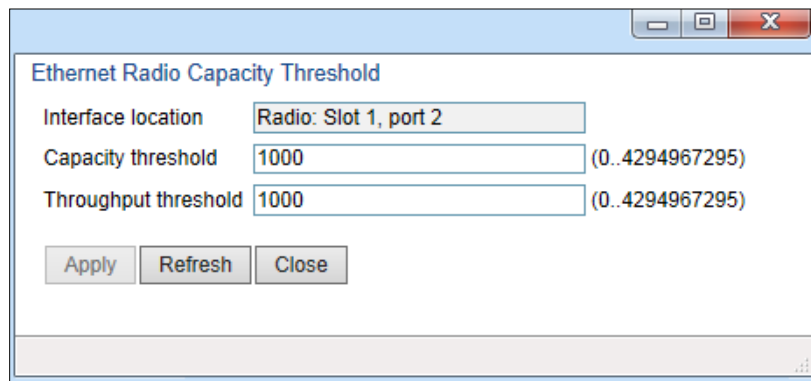 Ethernet Radio Capacity Threshold
Interface location Radio: Slot 1, port 2
Capacity threshold 1000 (0..4294967295)
Throughput threshold 1000 (0..4294967295)
Apply Refresh Close